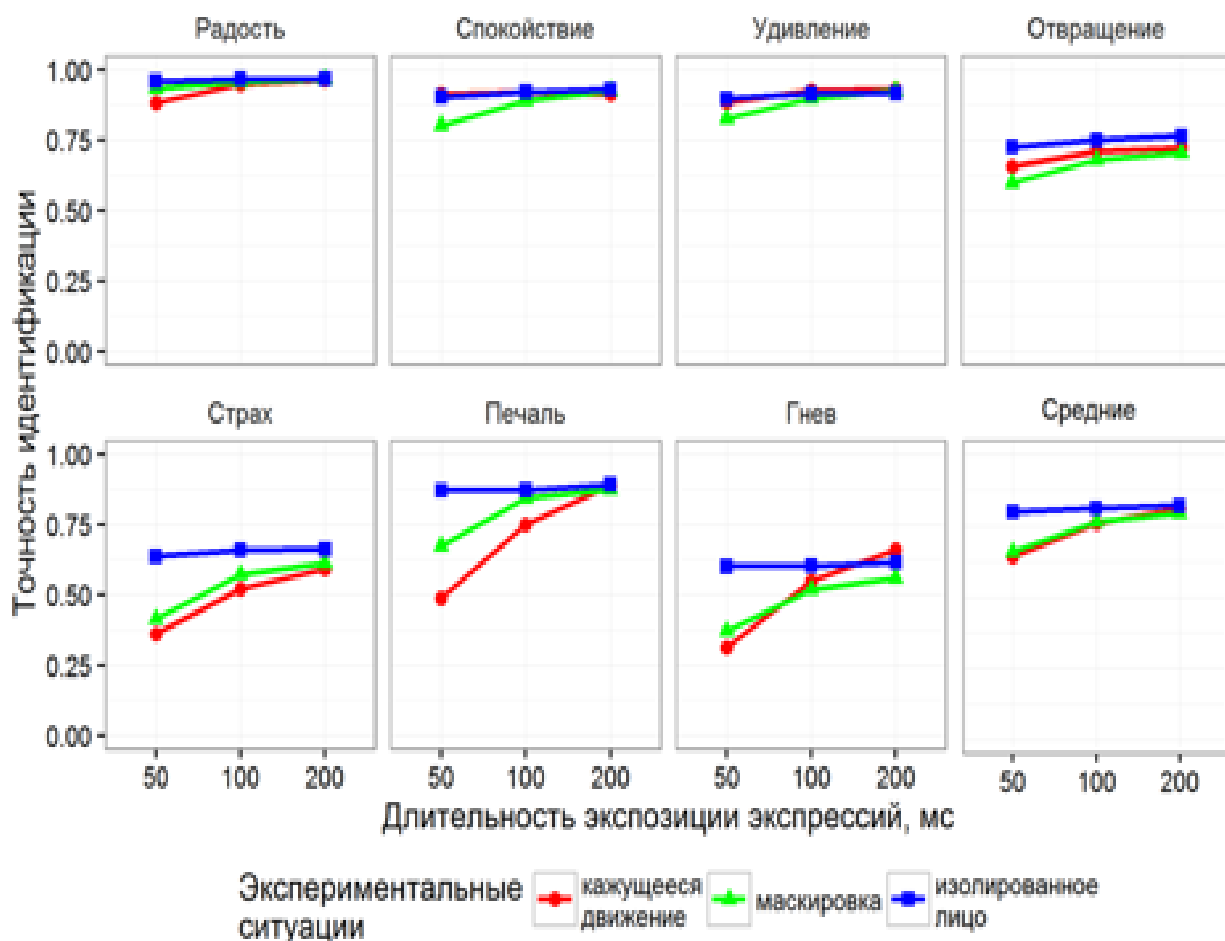 Радость Спокойствие Удивление Отвращение
1.00
0.75
0.50
0.25
0.00
Точность идентификации
Страх Печаль Гнев Средние
1.00
0.75
0.50
0.25
0.00
50 100 200 50 100 200 50 100 200 50 100 200
Длительность экспозиции экспрессий, мс
Экспериментальные
ситуации
кажущееся
движение
маскировка
изолированное
лицо